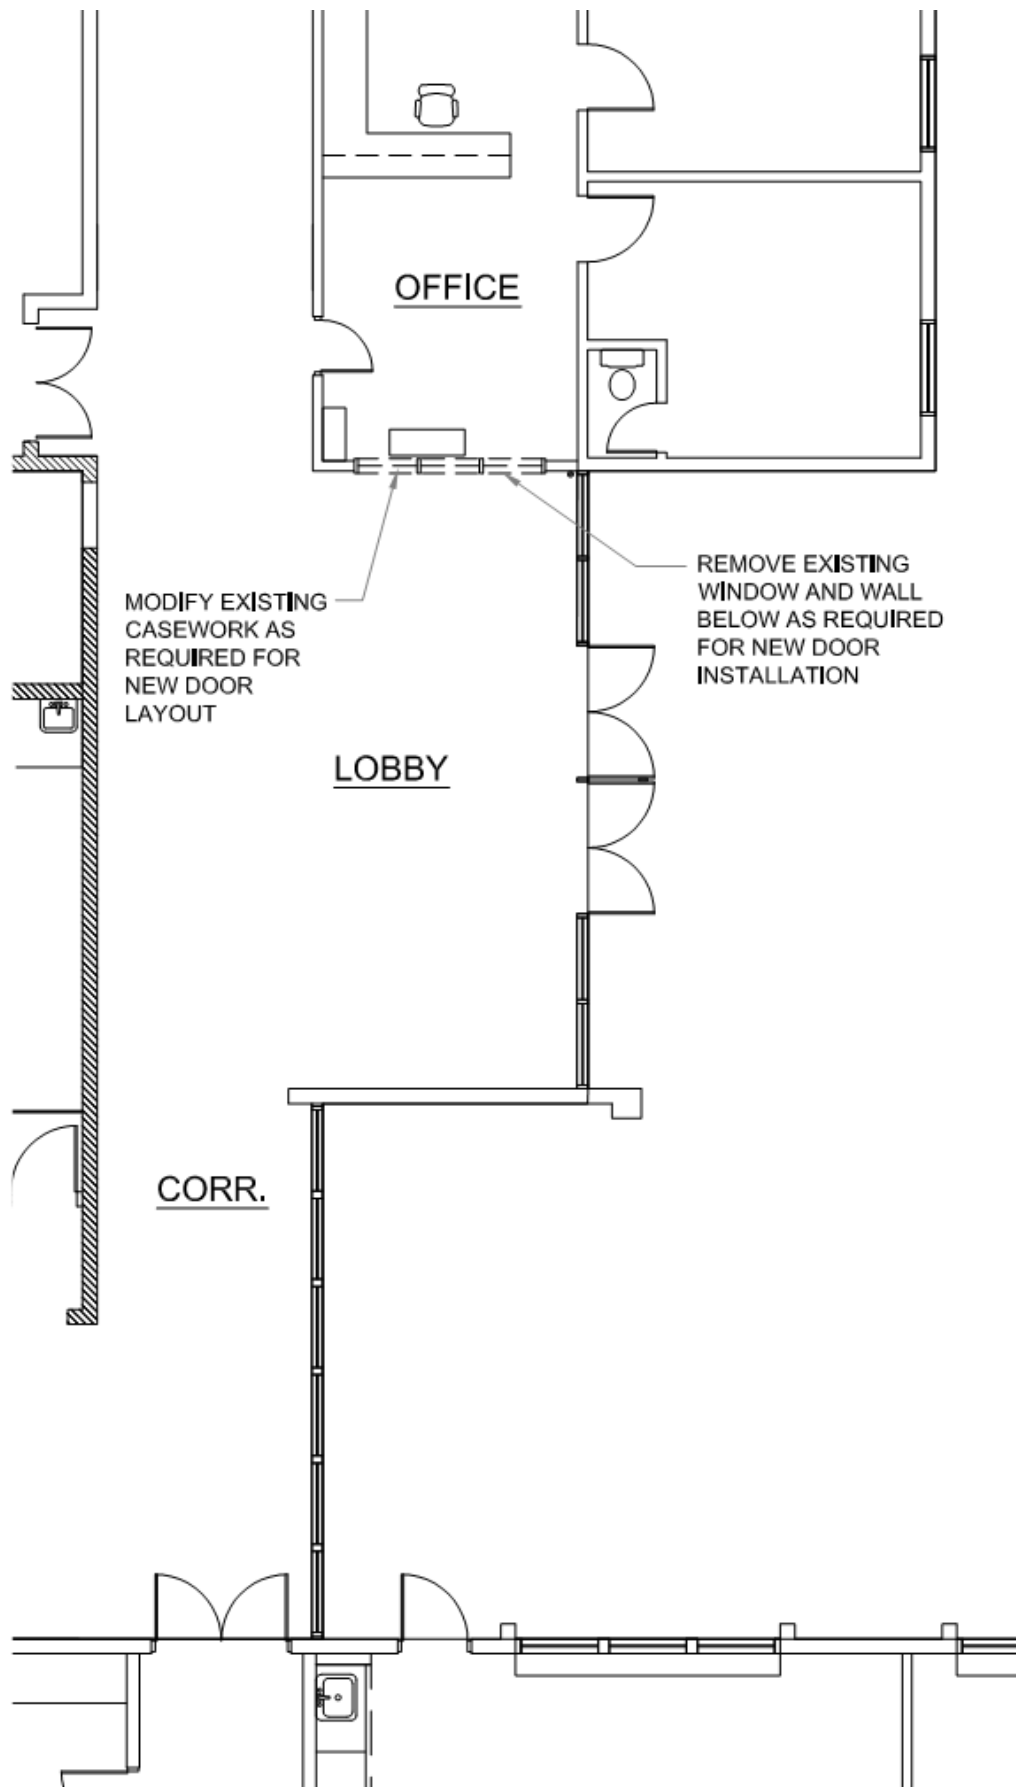 OFFICE
MODIFY EXISTING
CASEWORK AS
REQUIRED FOR
NEW DOOR
LAYOUT
REMOVE EXISTING
WINDOW AND WALL
BELOW AS REQUIRED
FOR NEW DOOR
INSTALLATION
LOBBY
CORR.